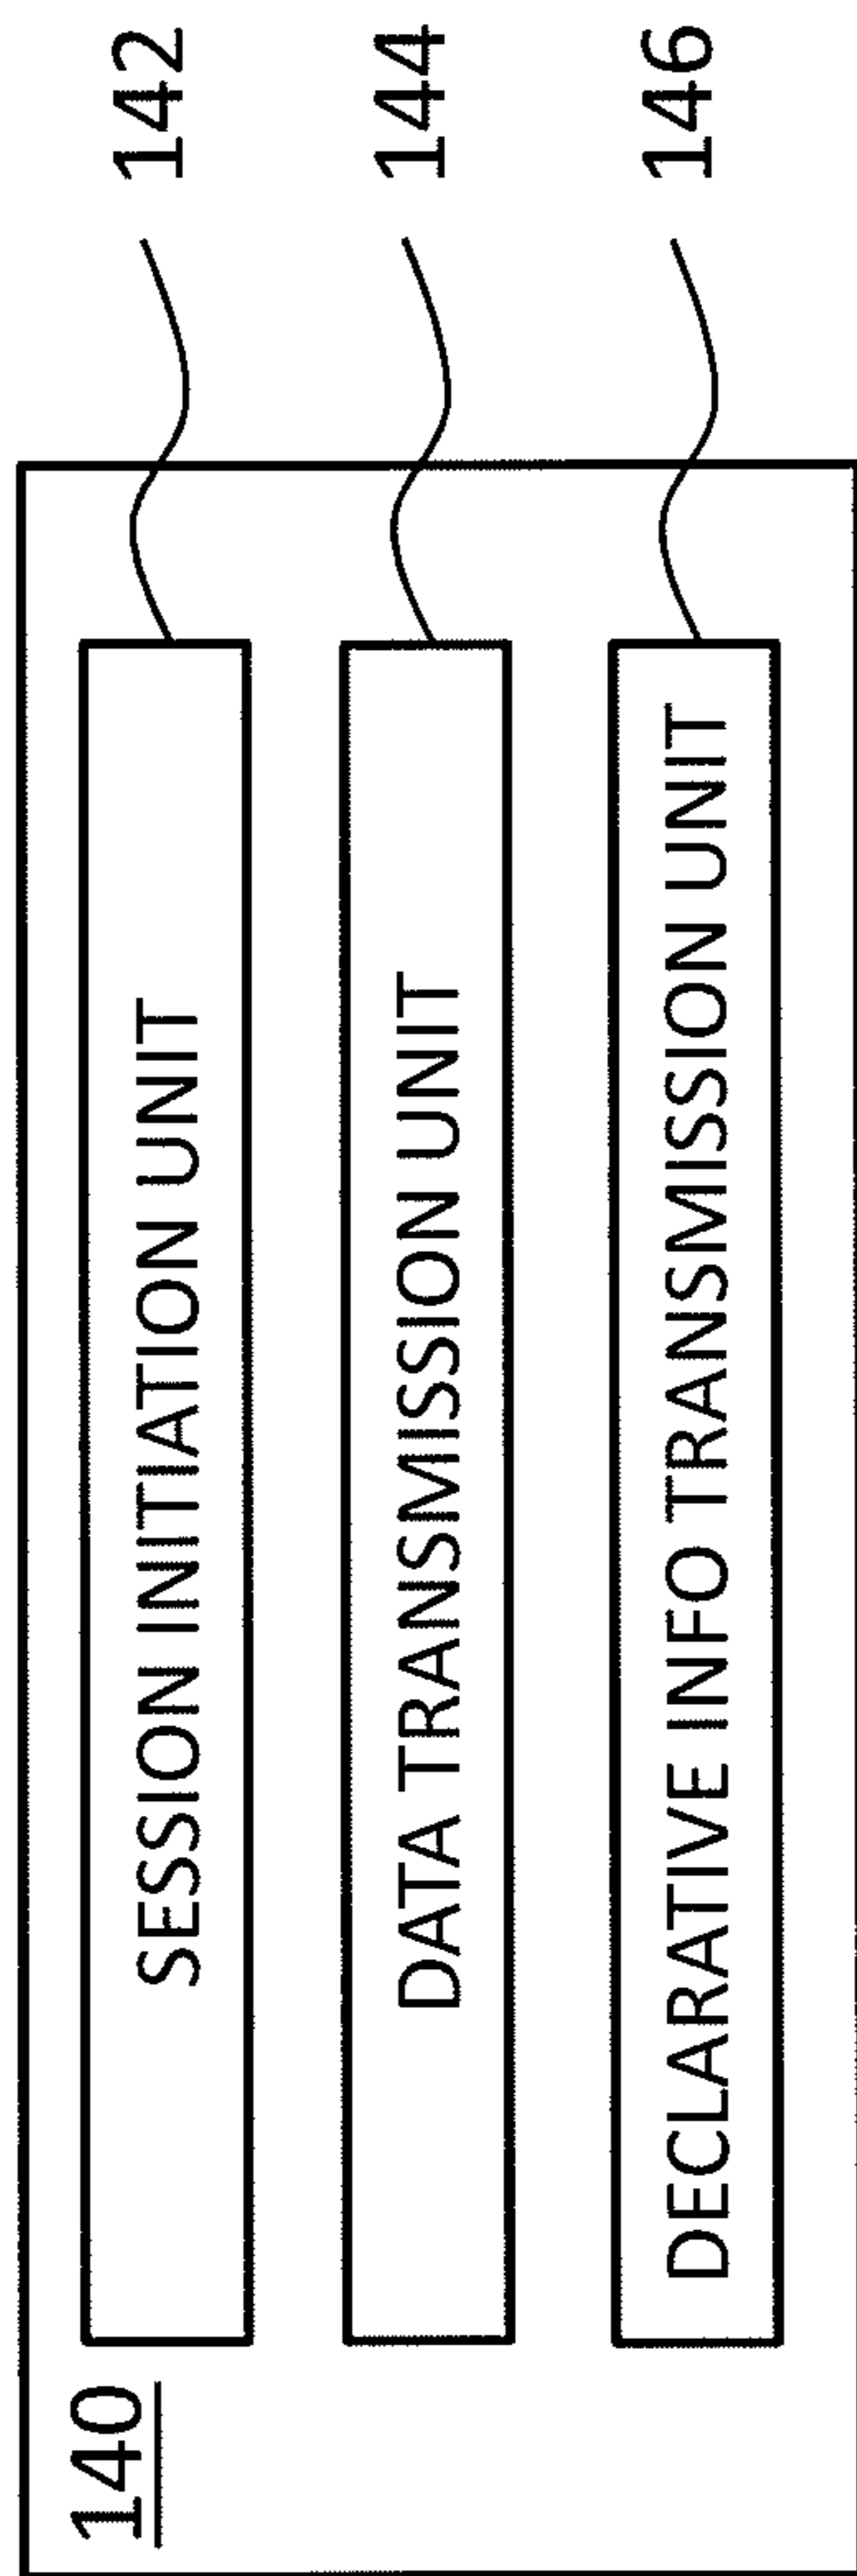 140
SESSION INITIATION UNIT
142
DATA TRANSMISSION UNIT
144
DECLARATIVE INFO TRANSMISSION UNIT
146